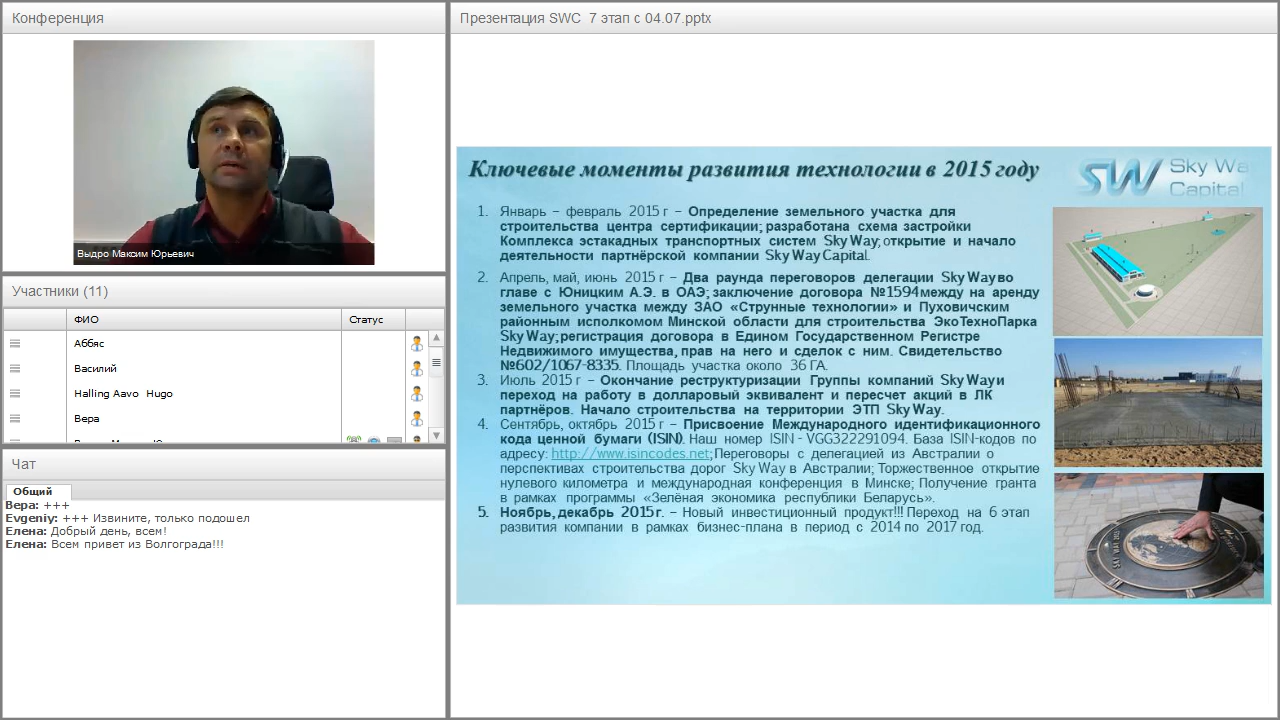 Конференция
Выдро Максим Юрьевич
Участники (11)
ФИО
Статус
Аббас
Василий
Halling Aavo Hugo
Вера
Чат
Общий
Вера: +++
Evgeniy: +++ Извините, только подошел
Елена: Добрый день, всем!
Елена: Всем привет из Волгограда!!!
Презентация SWC 7 этап с 04.07.pptx
Ключевые моменты развития технологии в 2015 году
SW Sky Wa
Capital
1. Январь – февраль 2015 г – Определение земельного участка для
строительства центра сертификации; разработана схема застройки
Комплекса эстакадных транспортных систем Sky Way; открытие и начало
деятельности партнёрской компании Sky Way Capital.
2. Апрель, май, июнь 2015 г – Два раунда переговоров делегации Sky Way во
главе с Юницким А.Э. в ОАЭ; заключение договора №1594 между на аренду
земельного участка между ЗАО «Струнные технологии» и Пуховичским
районным исполкомом Минской области для строительства ЭкоТехноПарка
Sky Way; регистрация договора в Едином Государственном Регистре
Недвижимого имущества, прав на него и сделок с ним. Свидетельство
№602/1067-8335. Площадь участка около 36 ГА.
3. Июль 2015 г – Окончание реструктуризации Группы компаний Sky Way и
переход на работу в долларовый эквивалент и пересчет акций в ЛК
партнёров. Начало строительства на территории ЭТП Sky Way.
4. Сентябрь, октябрь 2015 г – Присвоение Международного идентификационного
кода ценной бумаги (ISIN). Наш номер ISIN - VGG322291094. База ISIN-кодов по
адресу: http://www.isincodes.net; Переговоры с делегацией из Австралии о
перспективах строительства дорог Sky Way в Австралии; Торжественное открытие
нулевого километра и международная конференция в Минске; Получение гранта
в рамках программы «Зелёная экономика республики Беларусь».
5. Ноябрь, декабрь 2015 г. – Новый инвестиционный продукт!!! Переход на 6 этап
развития компании в рамках бизнес-плана в период с 2014 по 2017 год.